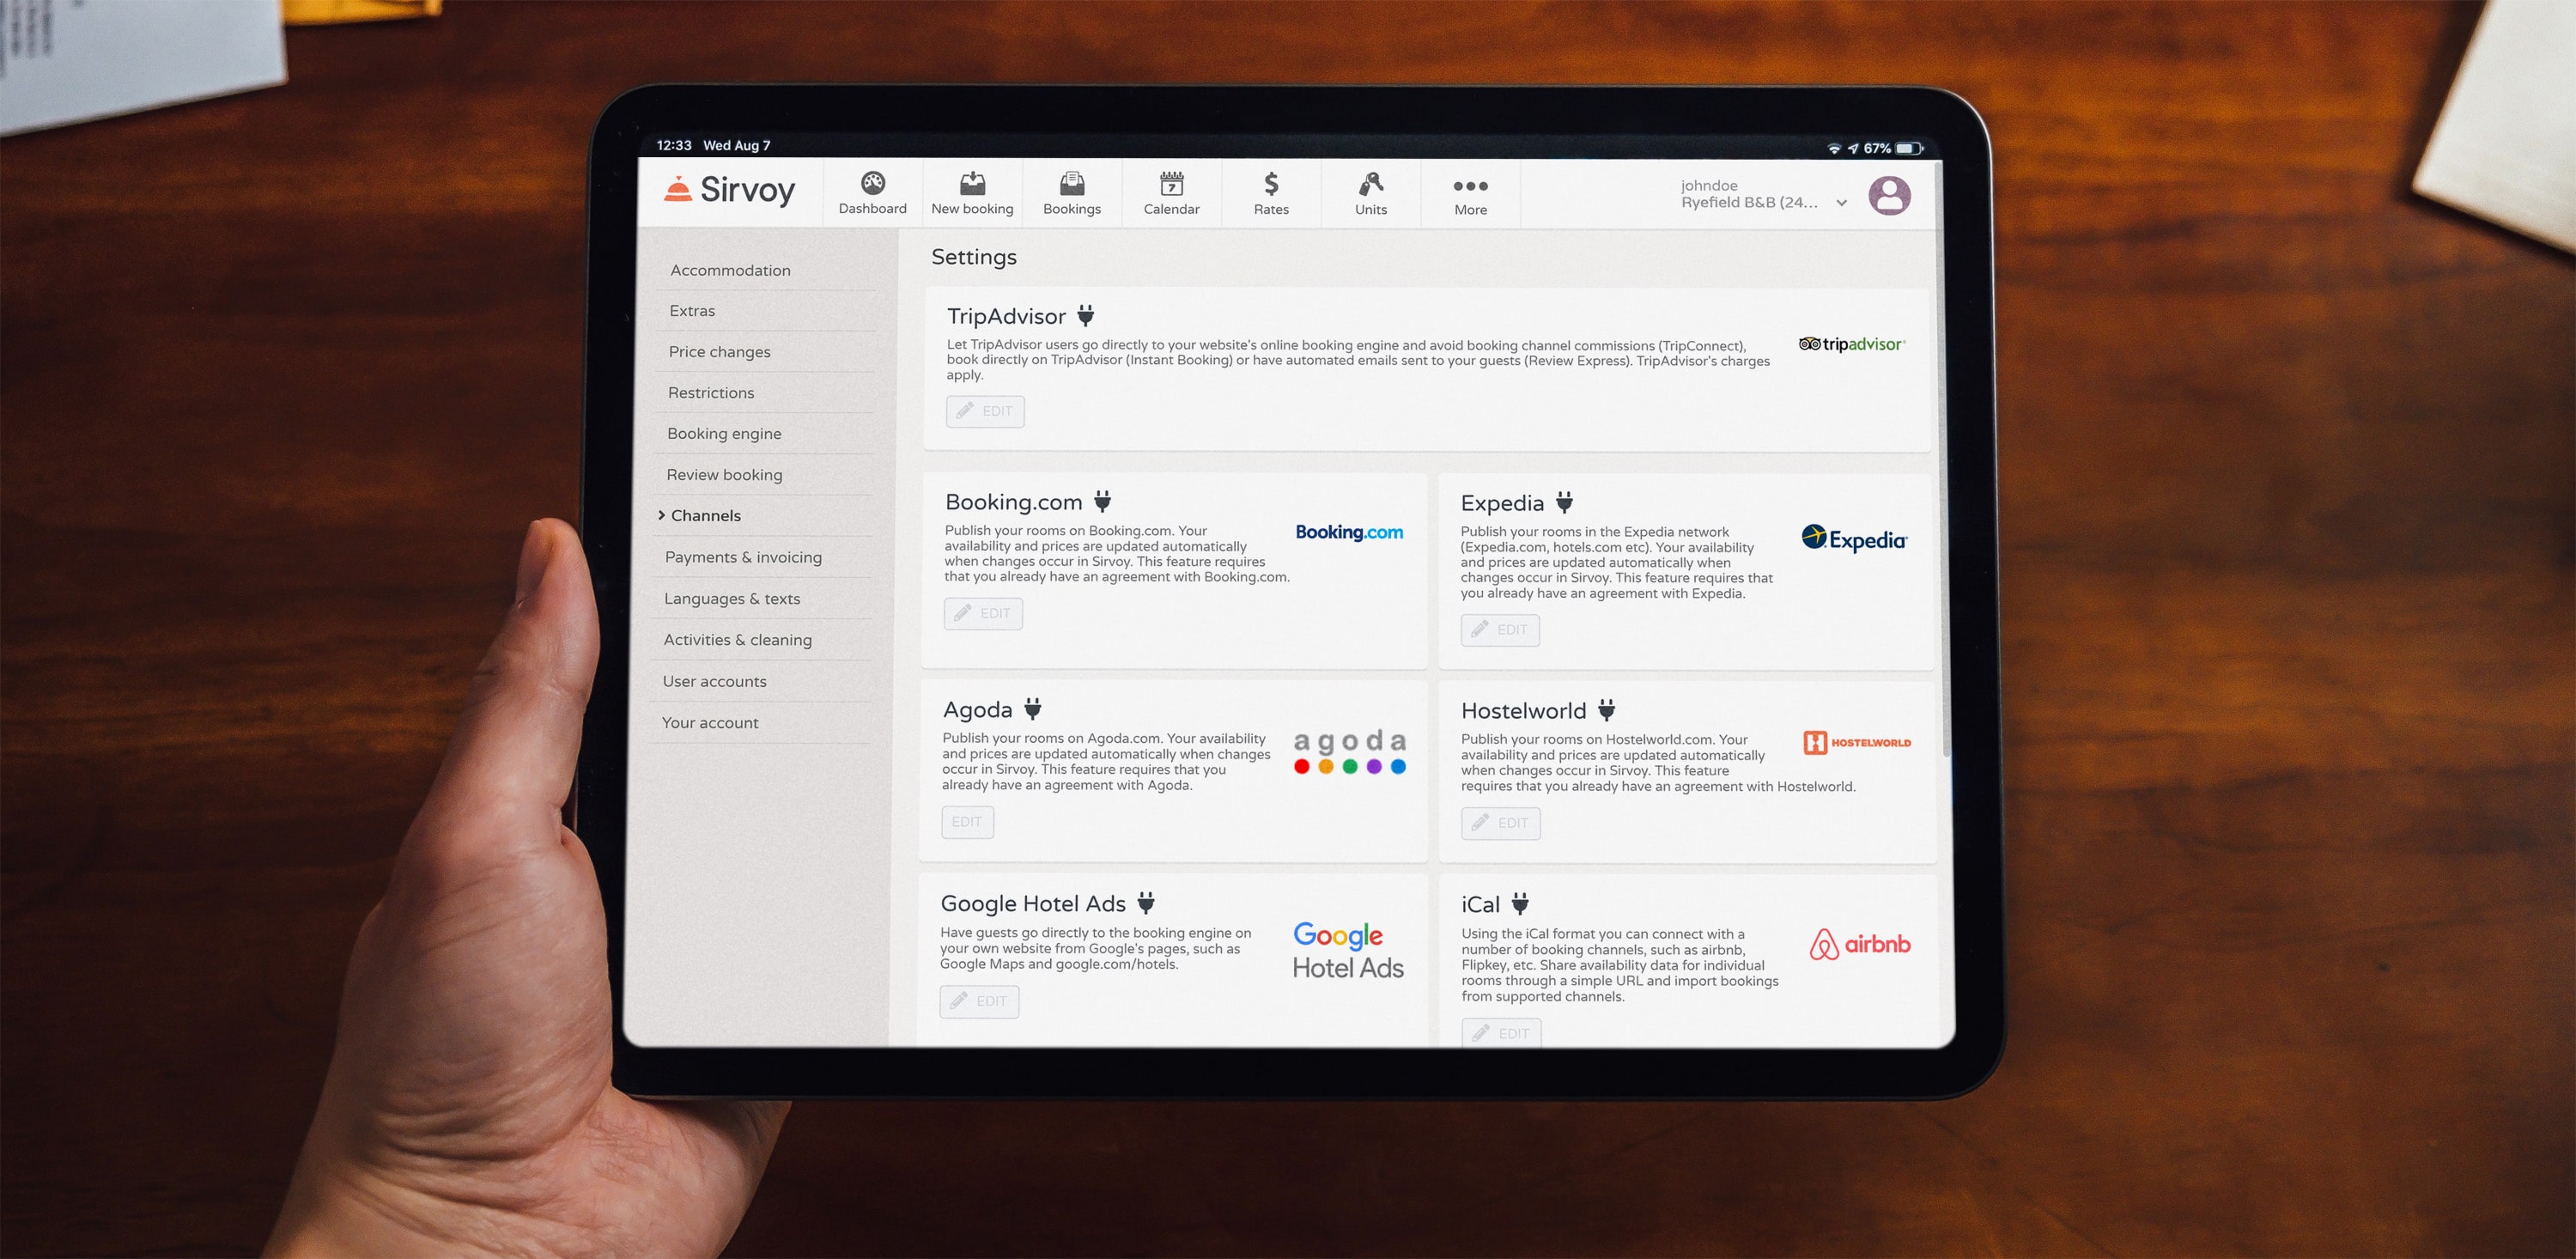 12:33 Wed Aug 7
67%
Sirvoy
Dashboard
New booking
Bookings
7
Calendar
$
Rates
Units
More
johndoe
Ryefield B&B (24...
Accommodation
Extras
Price changes
Restrictions
Booking engine
Review booking
Channels
Payments & invoicing
Languages & texts
Activities & cleaning
User accounts
Your account
Settings
TripAdvisor
Let TripAdvisor users go directly to your website's online booking engine and avoid booking channel commissions (TripConnect),
book directly on TripAdvisor (Instant Booking) or have automated emails sent to your guests (Review Express). TripAdvisor's charges
apply.
tripadvisor®
EDIT
Booking.com
Publish your rooms on Booking.com. Your
availability and prices are updated automatically
when changes occur in Sirvoy. This feature requires
that you already have an agreement with Booking.com.
Booking.com
EDIT
Expedia
Publish your rooms in the Expedia network
(Expedia.com, hotels.com etc). Your availability
and prices are updated automatically when
changes occur in Sirvoy. This feature requires that
you already have an agreement with Expedia.
Expedia®
EDIT
Agoda
Publish your rooms on Agoda.com. Your availability
and prices are updated automatically when changes
occur in Sirvoy. This feature requires that you
already have an agreement with Agoda.
agoda
EDIT
Hostelworld
Publish your rooms on Hostelworld.com. Your
availability and prices are updated automatically
when changes occur in Sirvoy. This feature
requires that you already have an agreement with Hostelworld.
H HOSTELWORLD
EDIT
Google Hotel Ads
Have guests go directly to the booking engine on
your own website from Google's pages, such as
Google Maps and google.com/hotels.
Google
Hotel Ads
EDIT
iCal
Using the iCal format you can connect with a
number of booking channels, such as airbnb,
Flipkey, etc. Share availability data for individual
rooms through a simple URL and import bookings
from supported channels.
airbnb
EDIT